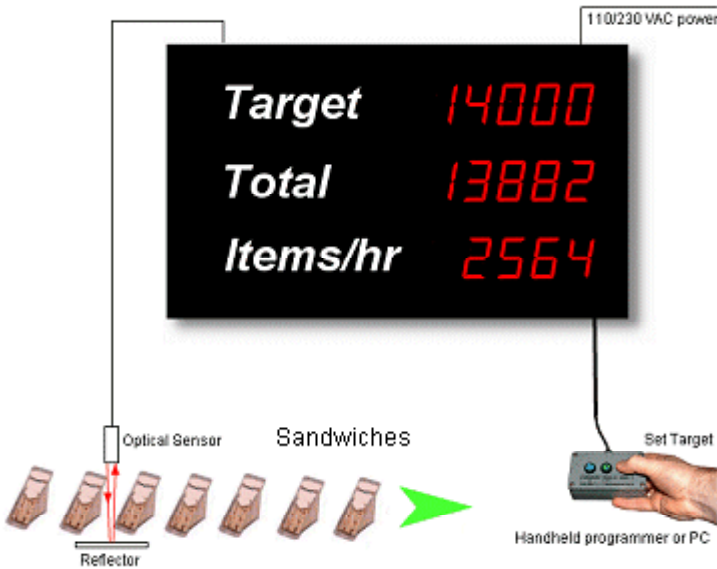 110/230 VAC power
Target 14000
Total 13882
Items/hr 2564
Optical Sensor
Sandwiches
Set Target
Reflector
Handheld programmer or PC